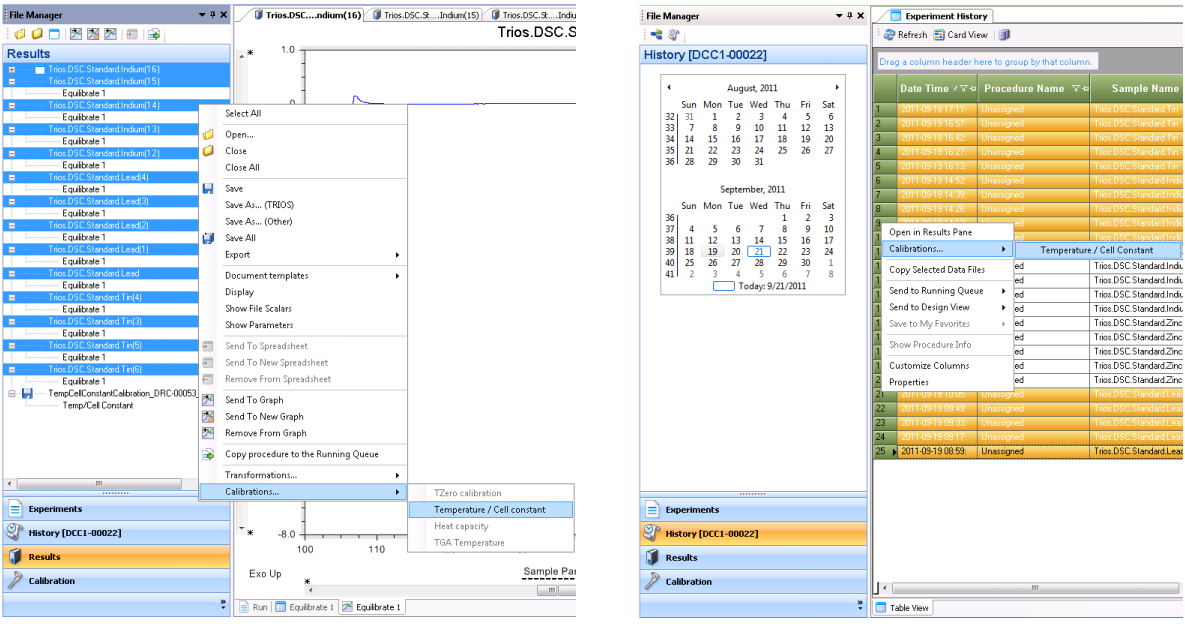 File Manager
Results
Trios.DSC.Standard.Indium(16)
Trios.DSC.Standard.Indium(15)
Equilibrate 1
Trios.DSC.Standard.Indium(14)
Equilibrate 1
Trios.DSC.Standard.Indium(13)
Equilibrate 1
Trios.DSC.Standard.Indium(12)
Equilibrate 1
Trios.DSC.Standard.Lead(4)
Equilibrate 1
Trios.DSC.Standard.Lead(3)
Equilibrate 1
Trios.DSC.Standard.Lead(2)
Equilibrate 1
Trios.DSC.Standard.Lead(1)
Equilibrate 1
Trios.DSC.Standard.Lead
Equilibrate 1
Trios.DSC.Standard.Tin(4)
Equilibrate 1
Trios.DSC.Standard.Tin(3)
Equilibrate 1
Trios.DSC.Standard.Tin(5)
Equilibrate 1
Trios.DSC.Standard.Tin(6)
Equilibrate 1
TempCellConstantCalibration_DRC-00053
Temp/Cell Constant
Experiments
History [DCC1-00022]
Results
Calibration
Trios.DSC....ndium(16) Trios.DSC.St....Indium(15) Trios.DSC.St....Indiu
Trios.DSC.S
1.0
0
-8.0
100 110
Exo Up
Sample Par
Run Equilibrate 1 Equilibrate 1
Select All
Open...
Close
Close All
Save
Save As... (TRIOS)
Save As... (Other)
Save All
Export
Document templates
Display
Show File Scalars
Show Parameters
Send To Spreadsheet
Send To New Spreadsheet
Remove From Spreadsheet
Send To Graph
Send To New Graph
Remove From Graph
Copy procedure to the Running Queue
Transformations...
Calibrations...
TZero calibration
Temperature / Cell constant
Heat capacity
TGA Temperature
File Manager
History [DCC1-00022]
August, 2011
Sun Mon Tue Wed Thu Fri Sat
32 31 1 2 3 4 5 6
33 7 8 9 10 11 12 13
34 14 15 16 17 18 19 20
35 21 22 23 24 25 26 27
36 28 29 30 31
September, 2011
Sun Mon Tue Wed Thu Fri Sat
36 1 2 3
37 4 5 6 7 8 9 10
38 11 12 13 14 15 16 17
39 18 19 20 21 22 23 24
40 25 26 27 28 29 30 1
41 2 3 4 5 6 7 8
Today: 9/21/2011
Experiments
History [DCC1-00022]
Results
Calibration
Experiment History
Refresh Card View
Drag a column header here to group by that column.
Date Time Procedure Name Sample Name
1 2011-09-19 17:11: Unassigned Trios.DSC.Standard.Tin
2 2011-09-19 16:57: Unassigned Trios.DSC.Standard.Tin
3 2011-09-19 16:42: Unassigned Trios.DSC.Standard.Tin
4 2011-09-19 16:27: Unassigned Trios.DSC.Standard.Tin
5 2011-09-19 16:13: Unassigned Trios.DSC.Standard.Tin
6 2011-09-19 14:52: Unassigned Trios.DSC.Standard.Indiu
7 2011-09-19 14:39: Unassigned Trios.DSC.Standard.Indiu
8 2011-09-19 14:26: Unassigned Trios.DSC.Standard.Indiu
9
Open in Results Pane
Calibrations...
Temperature / Cell Constant
Copy Selected Data Files
Send to Running Queue
Send to Design View
Save to My Favorites
Show Procedure Info
Customize Columns
Properties
1 ed Trios.DSC.Standard.Indiu
1 ed Trios.DSC.Standard.Indiu
1 ed Trios.DSC.Standard.Indiu
1 ed Trios.DSC.Standard.Indiu
1 ed Trios.DSC.Standard.Zinc
1 ed Trios.DSC.Standard.Zinc
1 ed Trios.DSC.Standard.Zinc
1 ed Trios.DSC.Standard.Zinc
2 ed Trios.DSC.Standard.Zinc
21 2011-09-19 10:05: Unassigned Trios.DSC.Standard.Lead
22 2011-09-19 09:49: Unassigned Trios.DSC.Standard.Lead
23 2011-09-19 09:33: Unassigned Trios.DSC.Standard.Lead
24 2011-09-19 09:17: Unassigned Trios.DSC.Standard.Lead
25 2011-09-19 08:59: Unassigned Trios.DSC.Standard.Lead
Table View